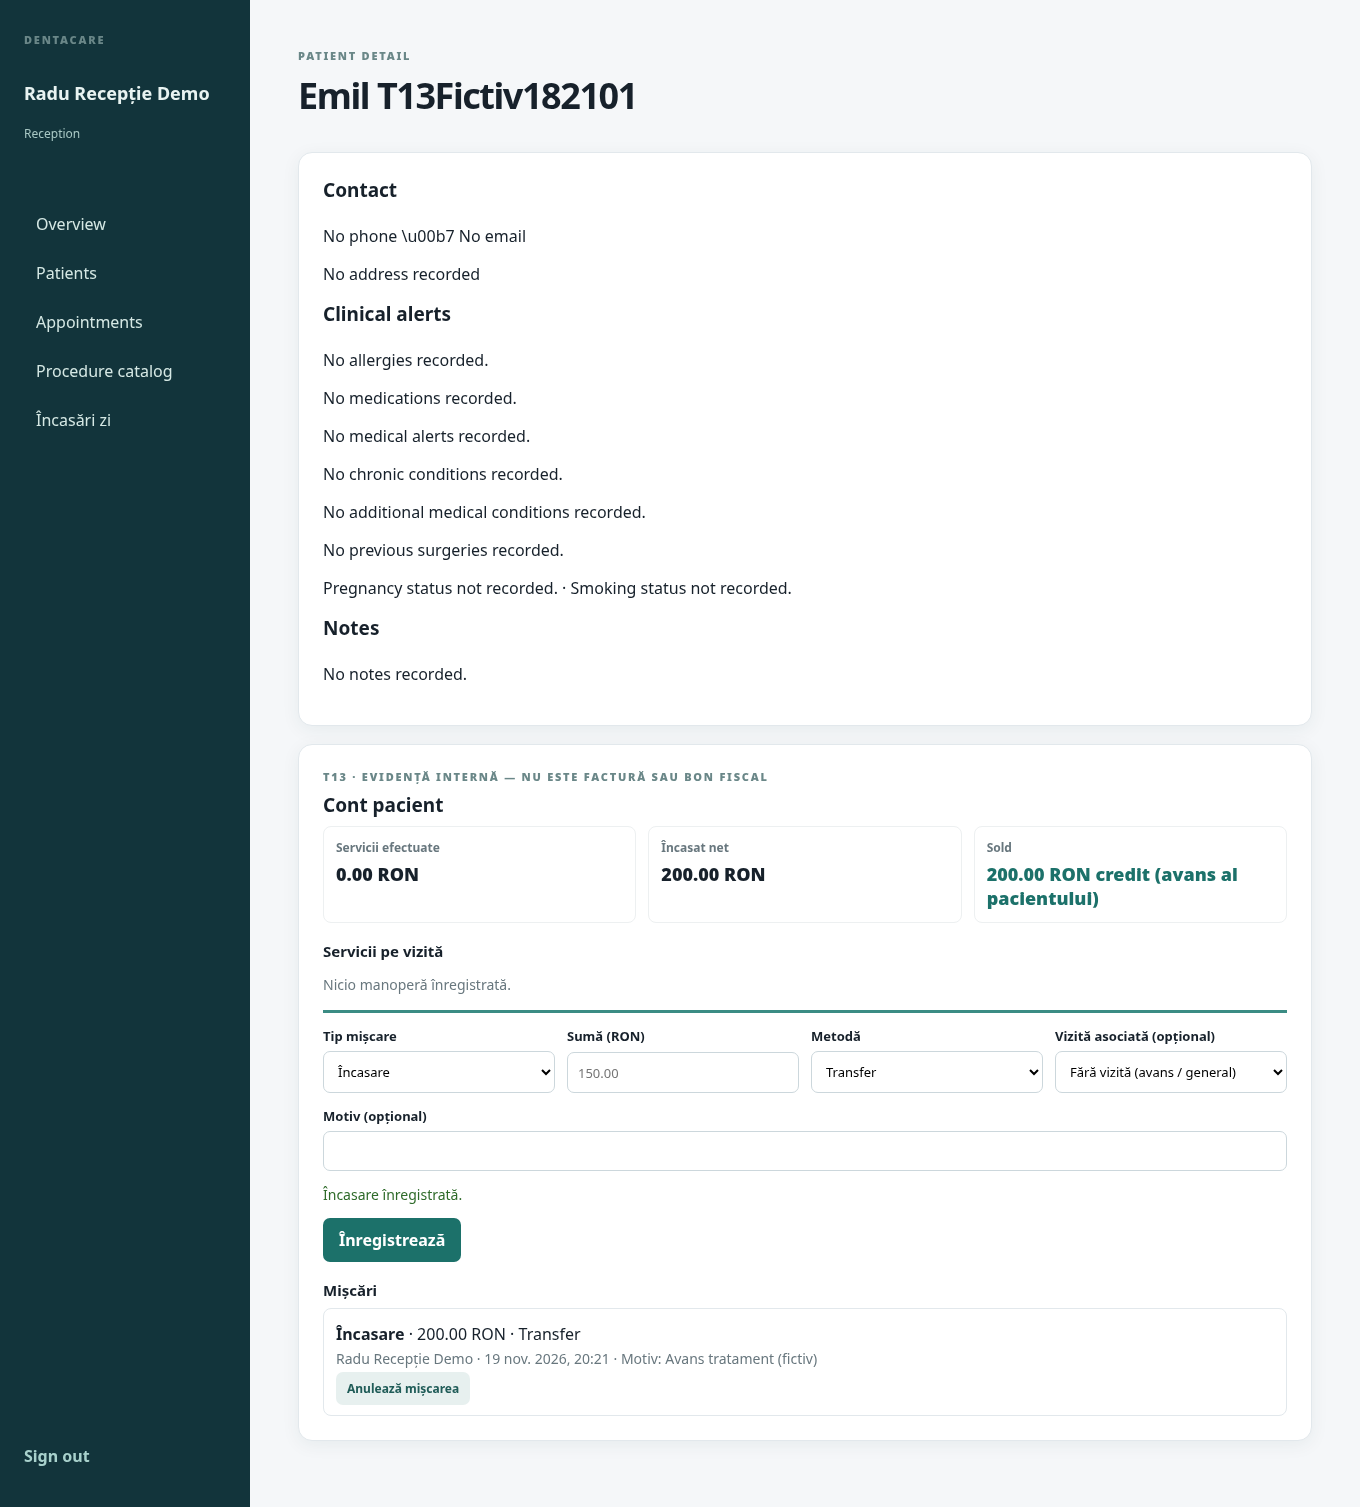 DENTACARE
Radu Recepție Demo
Reception
Overview
Patients
Appointments
Procedure catalog
Încasări zi
Sign out
PATIENT DETAIL
Emil T13Fictiv182101
Contact
No phone \u00b7 No email
No address recorded
Clinical alerts
No allergies recorded.
No medications recorded.
No medical alerts recorded.
No chronic conditions recorded.
No additional medical conditions recorded.
No previous surgeries recorded.
Pregnancy status not recorded. · Smoking status not recorded.
Notes
No notes recorded.
T13 · EVIDENȚĂ INTERNĂ — NU ESTE FACTURĂ SAU BON FISCAL
Cont pacient
Servicii efectuate
0.00 RON
Încasat net
200.00 RON
Sold
200.00 RON credit (avans al
pacientului)
Servicii pe vizită
Nicio manoperă înregistrată.
Tip mișcare
Încasare
Sumă (RON)
150.00
Metodă
Transfer
Vizită asociată (opțional)
Fără vizită (avans / general)
Motiv (opțional)
Încasare înregistrată.
Înregistrează
Mișcări
Încasare · 200.00 RON · Transfer
Radu Recepție Demo · 19 nov. 2026, 20:21 · Motiv: Avans tratament (fictiv)
Anulează mișcarea